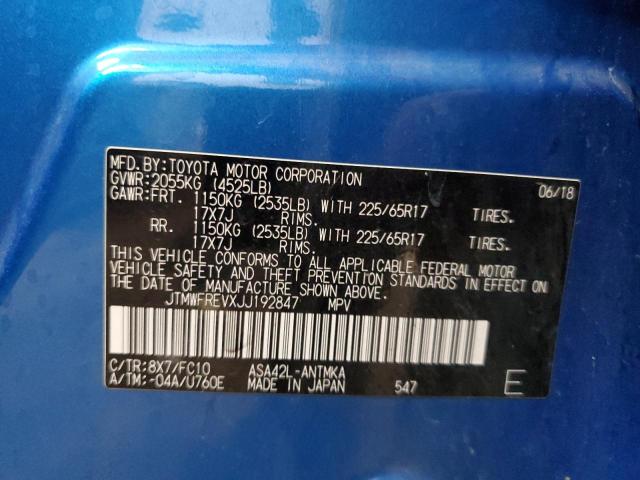 MFD. BY:TOYOTA MOTOR CORPORATION 06/18
GVWR:2055KG (4525LB)
GAWR:FRT. 1150KG (2535LB) WITH 225/65R17 TIRES.
17X7J RIMS.
RR. 1150KG (2535LB) WITH 225/65R17 TIRES.
17X7J RIMS.
THIS VEHICLE CONFORMS TO ALL APPLICABLE FEDERAL MOTOR
VEHICLE SAFETY AND THEFT PREVENTION STANDARDS IN EFFECT ON
THE DATE OF MANUFACTURE SHOWN ABOVE.
JTMWFREVXJJ192847 MPV
C/TR:8X7/FC10 ASA42L-ANTMKA
A/TM:-04A/U760E MADE IN JAPAN 547 E